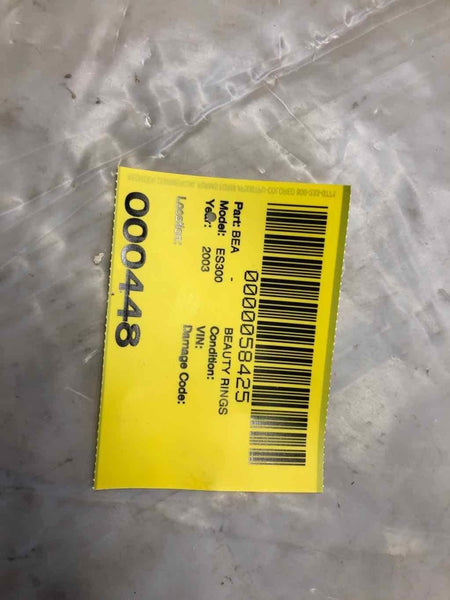 0000058425
Part: BEA - BEAUTY RINGS
Model: ES300 Condition:
Year: 2003 VIN:
Damage Code:
Location:
000448